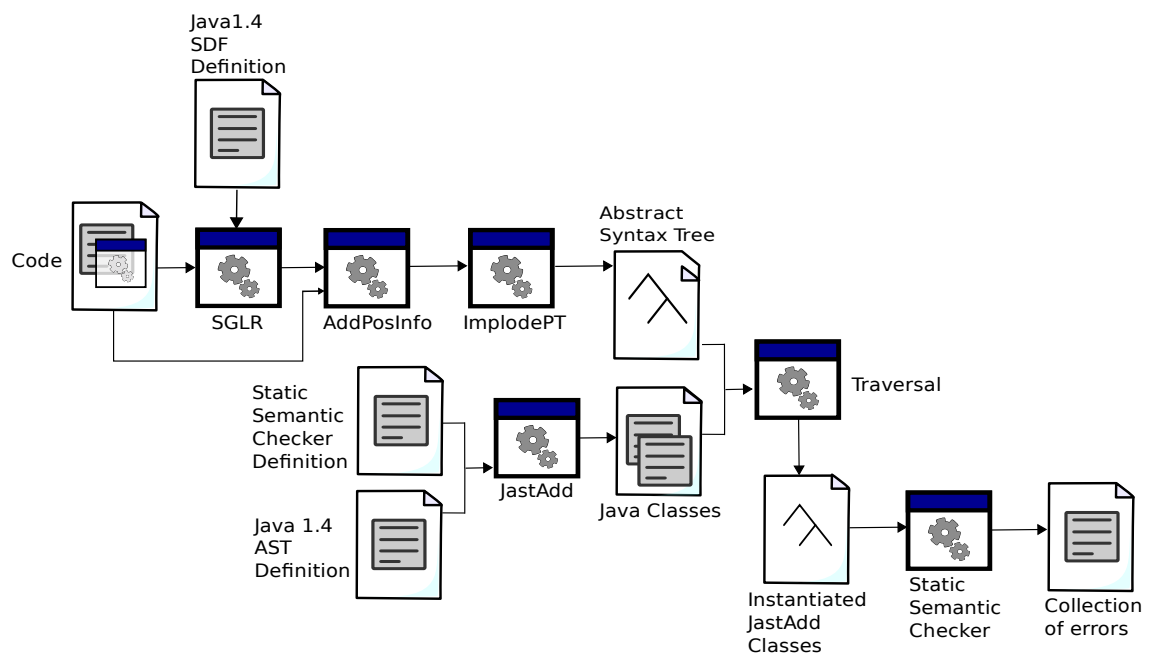 Java1.4
SDF
Definition
Code
SGLR
AddPosInfo
ImplodePT
Abstract
Syntax Tree
Traversal
Static
Semantic
Checker
Definition
Java 1.4
AST
Definition
JastAdd
Java Classes
Instantiated
JastAdd
Classes
Static
Semantic
Checker
Collection
of errors